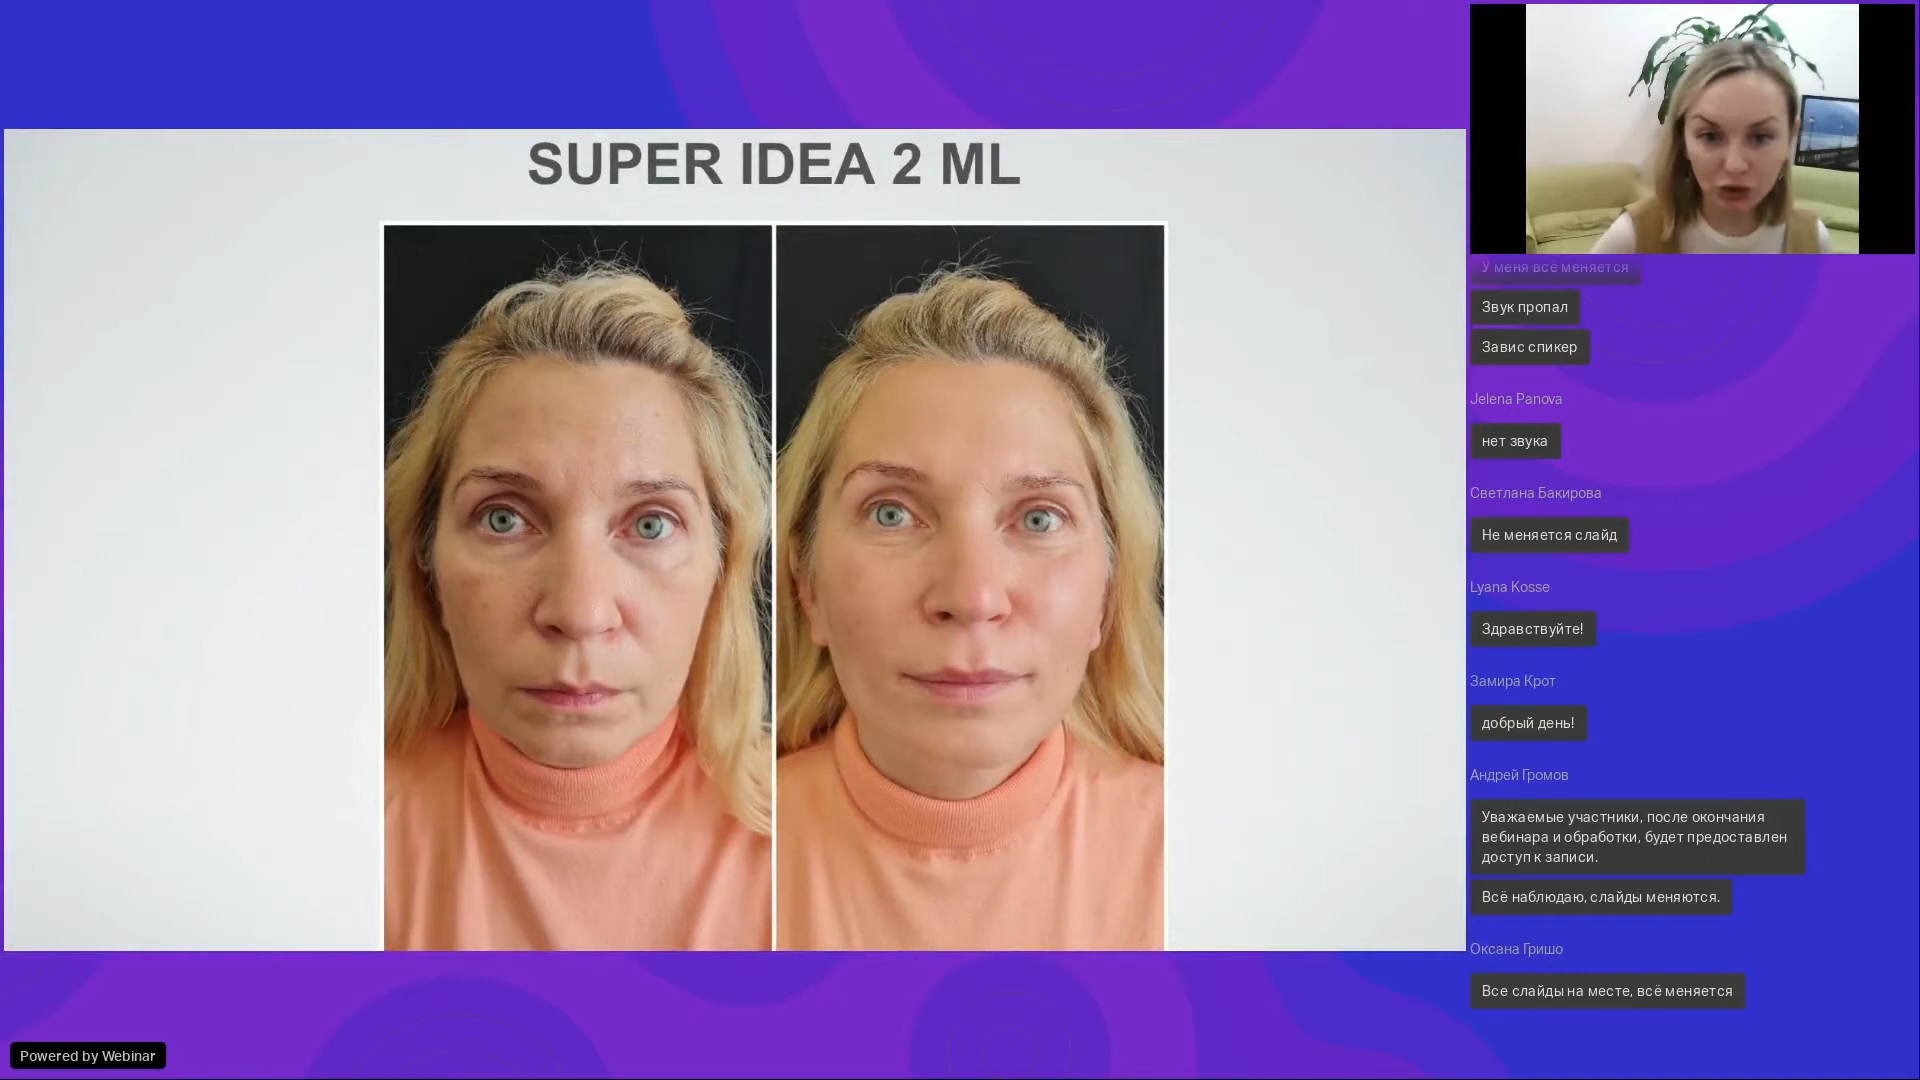 SUPER IDEA 2 ML
У меня все меняется
Звук пропал
Завис спикер
Jelena Panova
нет звука
Светлана Бакирова
Не меняется слайд
Lyana Kosse
Здравствуйте!
Замира Крот
добрый день!
Андрей Громов
Уважаемые участники, после окончания
вебинара и обработки, будет предоставлен
доступ к записи.
Всё наблюдаю, слайды меняются.
Оксана Гришо
Все слайды на месте, всё меняется
Powered by Webinar